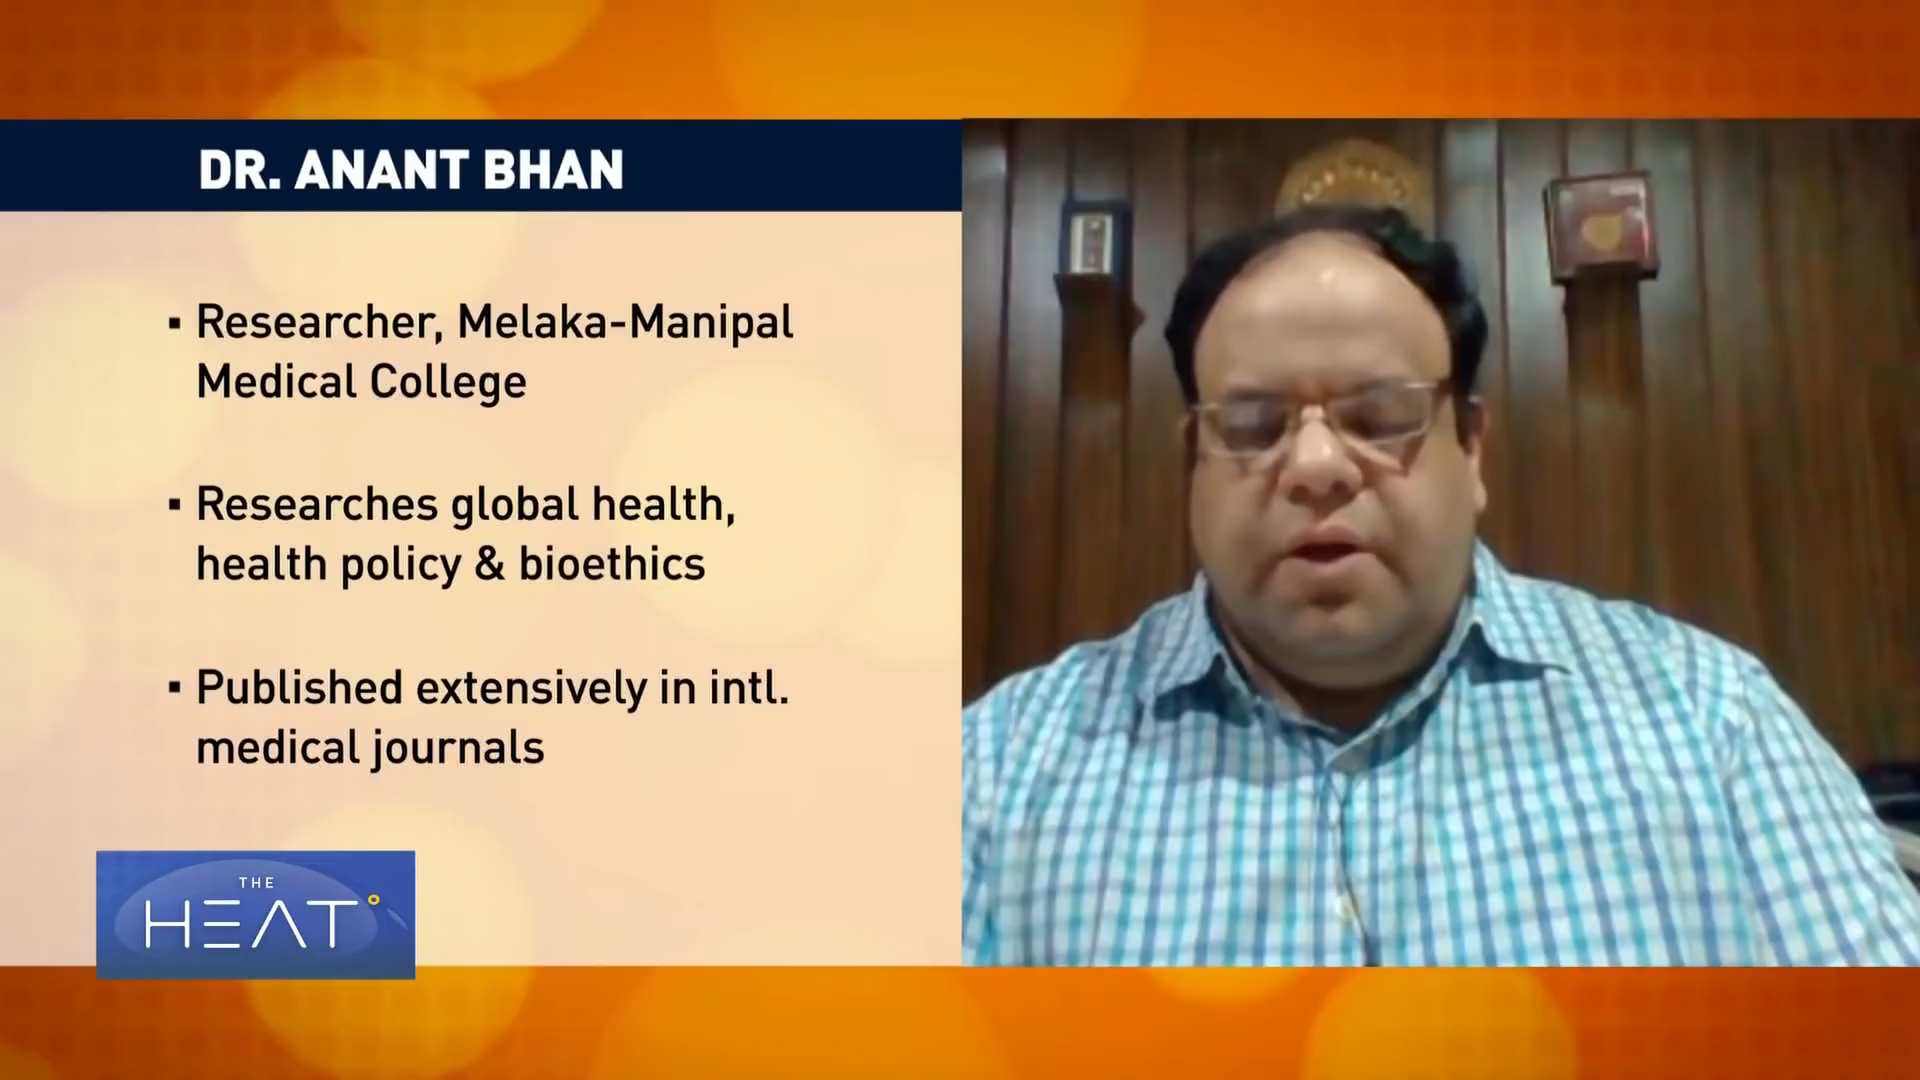 DR. ANANT BHAN
▪ Researcher, Melaka-Manipal
Medical College
▪ Researches global health,
health policy & bioethics
▪ Published extensively in intl.
medical journals
THE
HEAT